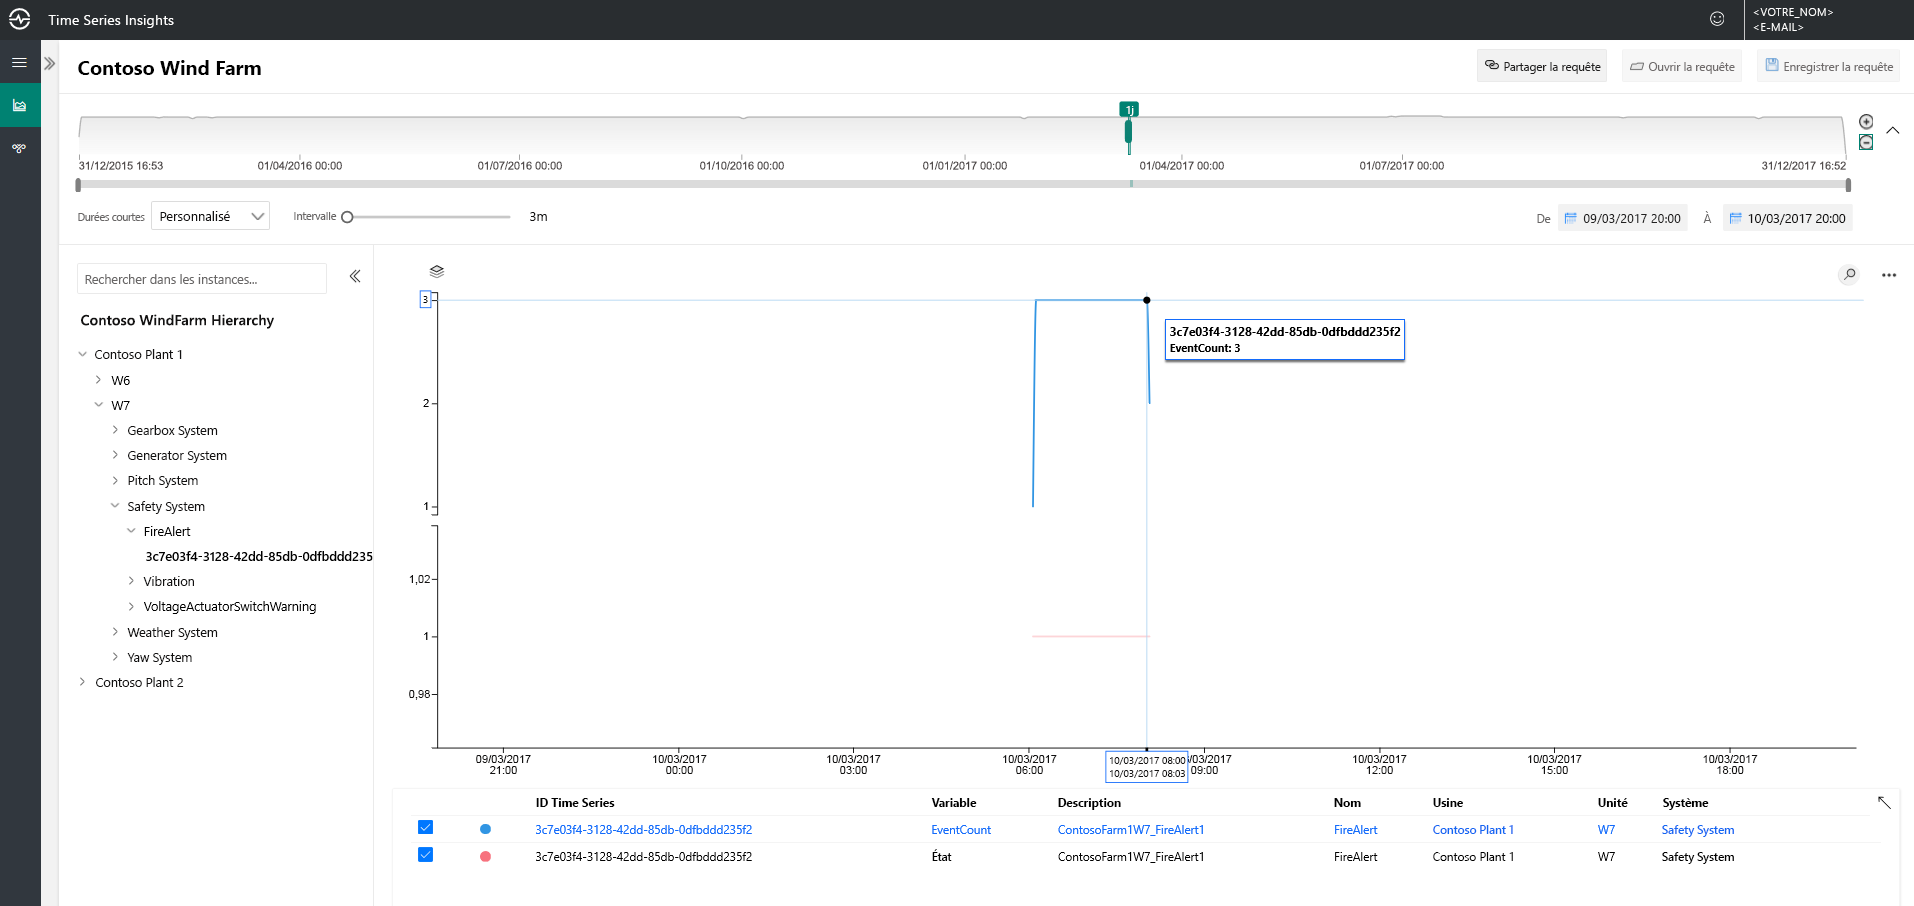 Time Series Insights
<VOTRE_NOM>
<E-MAIL>
Contoso Wind Farm
Partager la requête
Ouvrir la requête
Enregistrer la requête
1j
31/12/2015 16:53
01/04/2016 00:00
01/07/2016 00:00
01/10/2016 00:00
01/01/2017 00:00
01/04/2017 00:00
01/07/2017 00:00
31/12/2017 16:52
Durées courtes
Personnalisé
Intervalle
3m
De
09/03/2017 20:00
À
10/03/2017 20:00
Rechercher dans les instances...
Contoso WindFarm Hierarchy
Contoso Plant 1
W6
W7
Gearbox System
Generator System
Pitch System
Safety System
FireAlert
3c7e03f4-3128-42dd-85db-0dfbddd235
Vibration
VoltageActuatorSwitchWarning
Weather System
Yaw System
Contoso Plant 2
3
2
1
1,02
1
0,98
3c7e03f4-3128-42dd-85db-0dfbddd235f2
EventCount: 3
09/03/2017
21:00
10/03/2017
00:00
10/03/2017
03:00
10/03/2017
06:00
10/03/2017 08:00
10/03/2017 08:03
/03/2017
09:00
10/03/2017
12:00
10/03/2017
15:00
10/03/2017
18:00
ID Time Series Variable Description Nom Usine Unité Système
3c7e03f4-3128-42dd-85db-0dfbddd235f2 EventCount ContosoFarm1W7_FireAlert1 FireAlert Contoso Plant 1 W7 Safety System
3c7e03f4-3128-42dd-85db-0dfbddd235f2 État ContosoFarm1W7_FireAlert1 FireAlert Contoso Plant 1 W7 Safety System